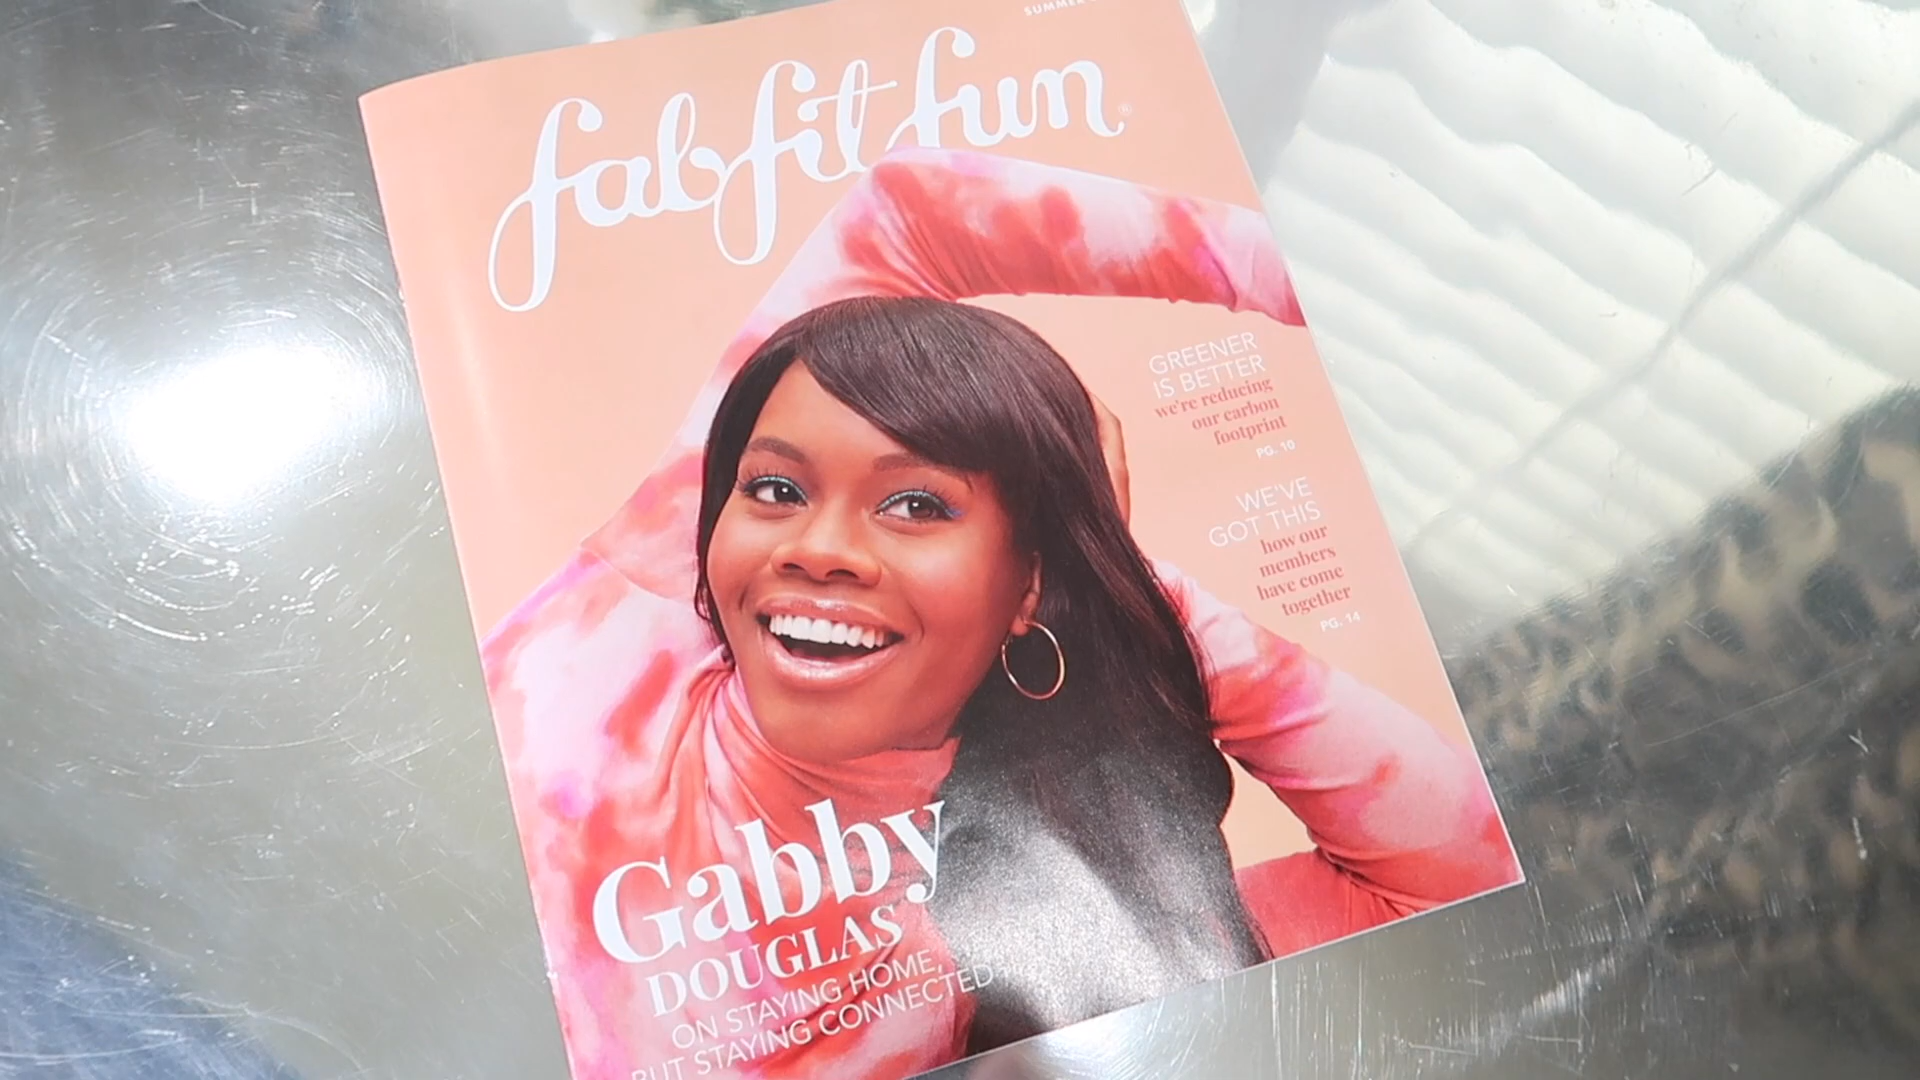 SUMMER
fabfitfun®
GREENER
IS BETTER
we're reducing
our carbon
footprint
PG. 10
WE'VE
GOT THIS
how our
members
have come
together
PG. 14
Gabby
DOUGLAS
ON STAYING HOME,
BUT STAYING CONNECTED